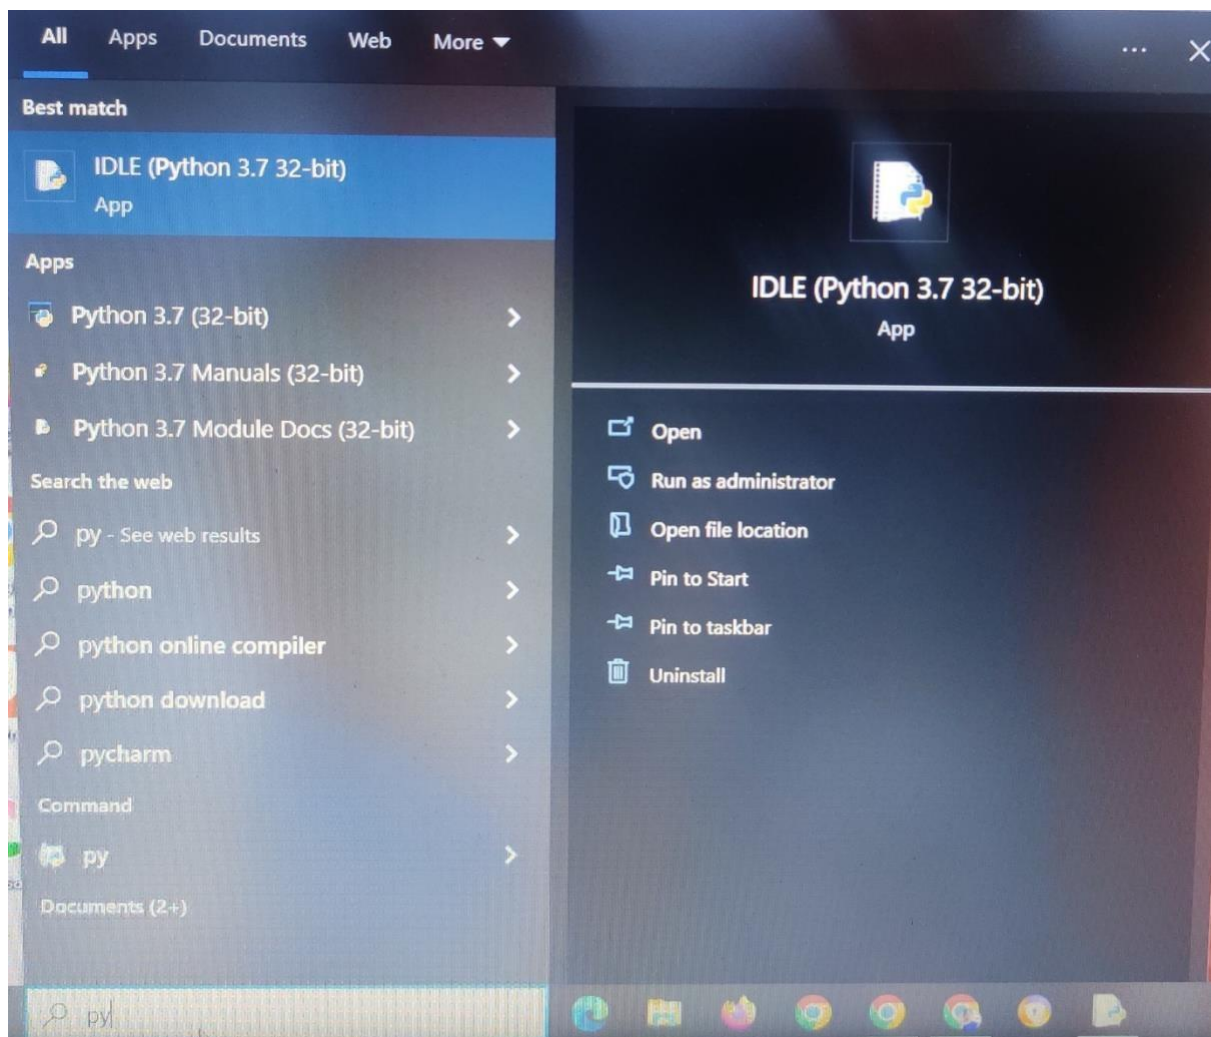 All Apps Documents Web More
Best match
IDLE (Python 3.7 32-bit)
App
Apps
Python 3.7 (32-bit)
Python 3.7 Manuals (32-bit)
Python 3.7 Module Docs (32-bit)
Search the web
py - See web results
python
python online compiler
python download
pycharm
Command
py
Documents (2+)
py
IDLE (Python 3.7 32-bit)
App
Open
Run as administrator
Open file location
Pin to Start
Pin to taskbar
Uninstall